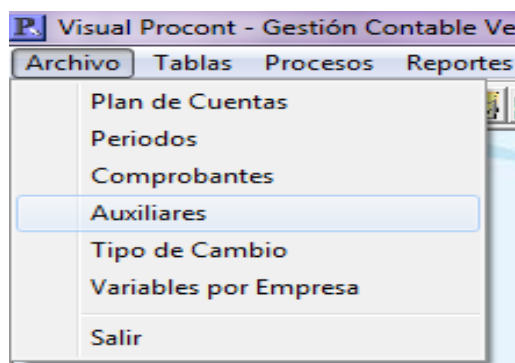 Visual Procont - Gestión Contable Ve
Archivo Tablas Procesos Reportes
Plan de Cuentas
Periodos
Comprobantes
Auxiliares
Tipo de Cambio
Variables por Empresa
Salir